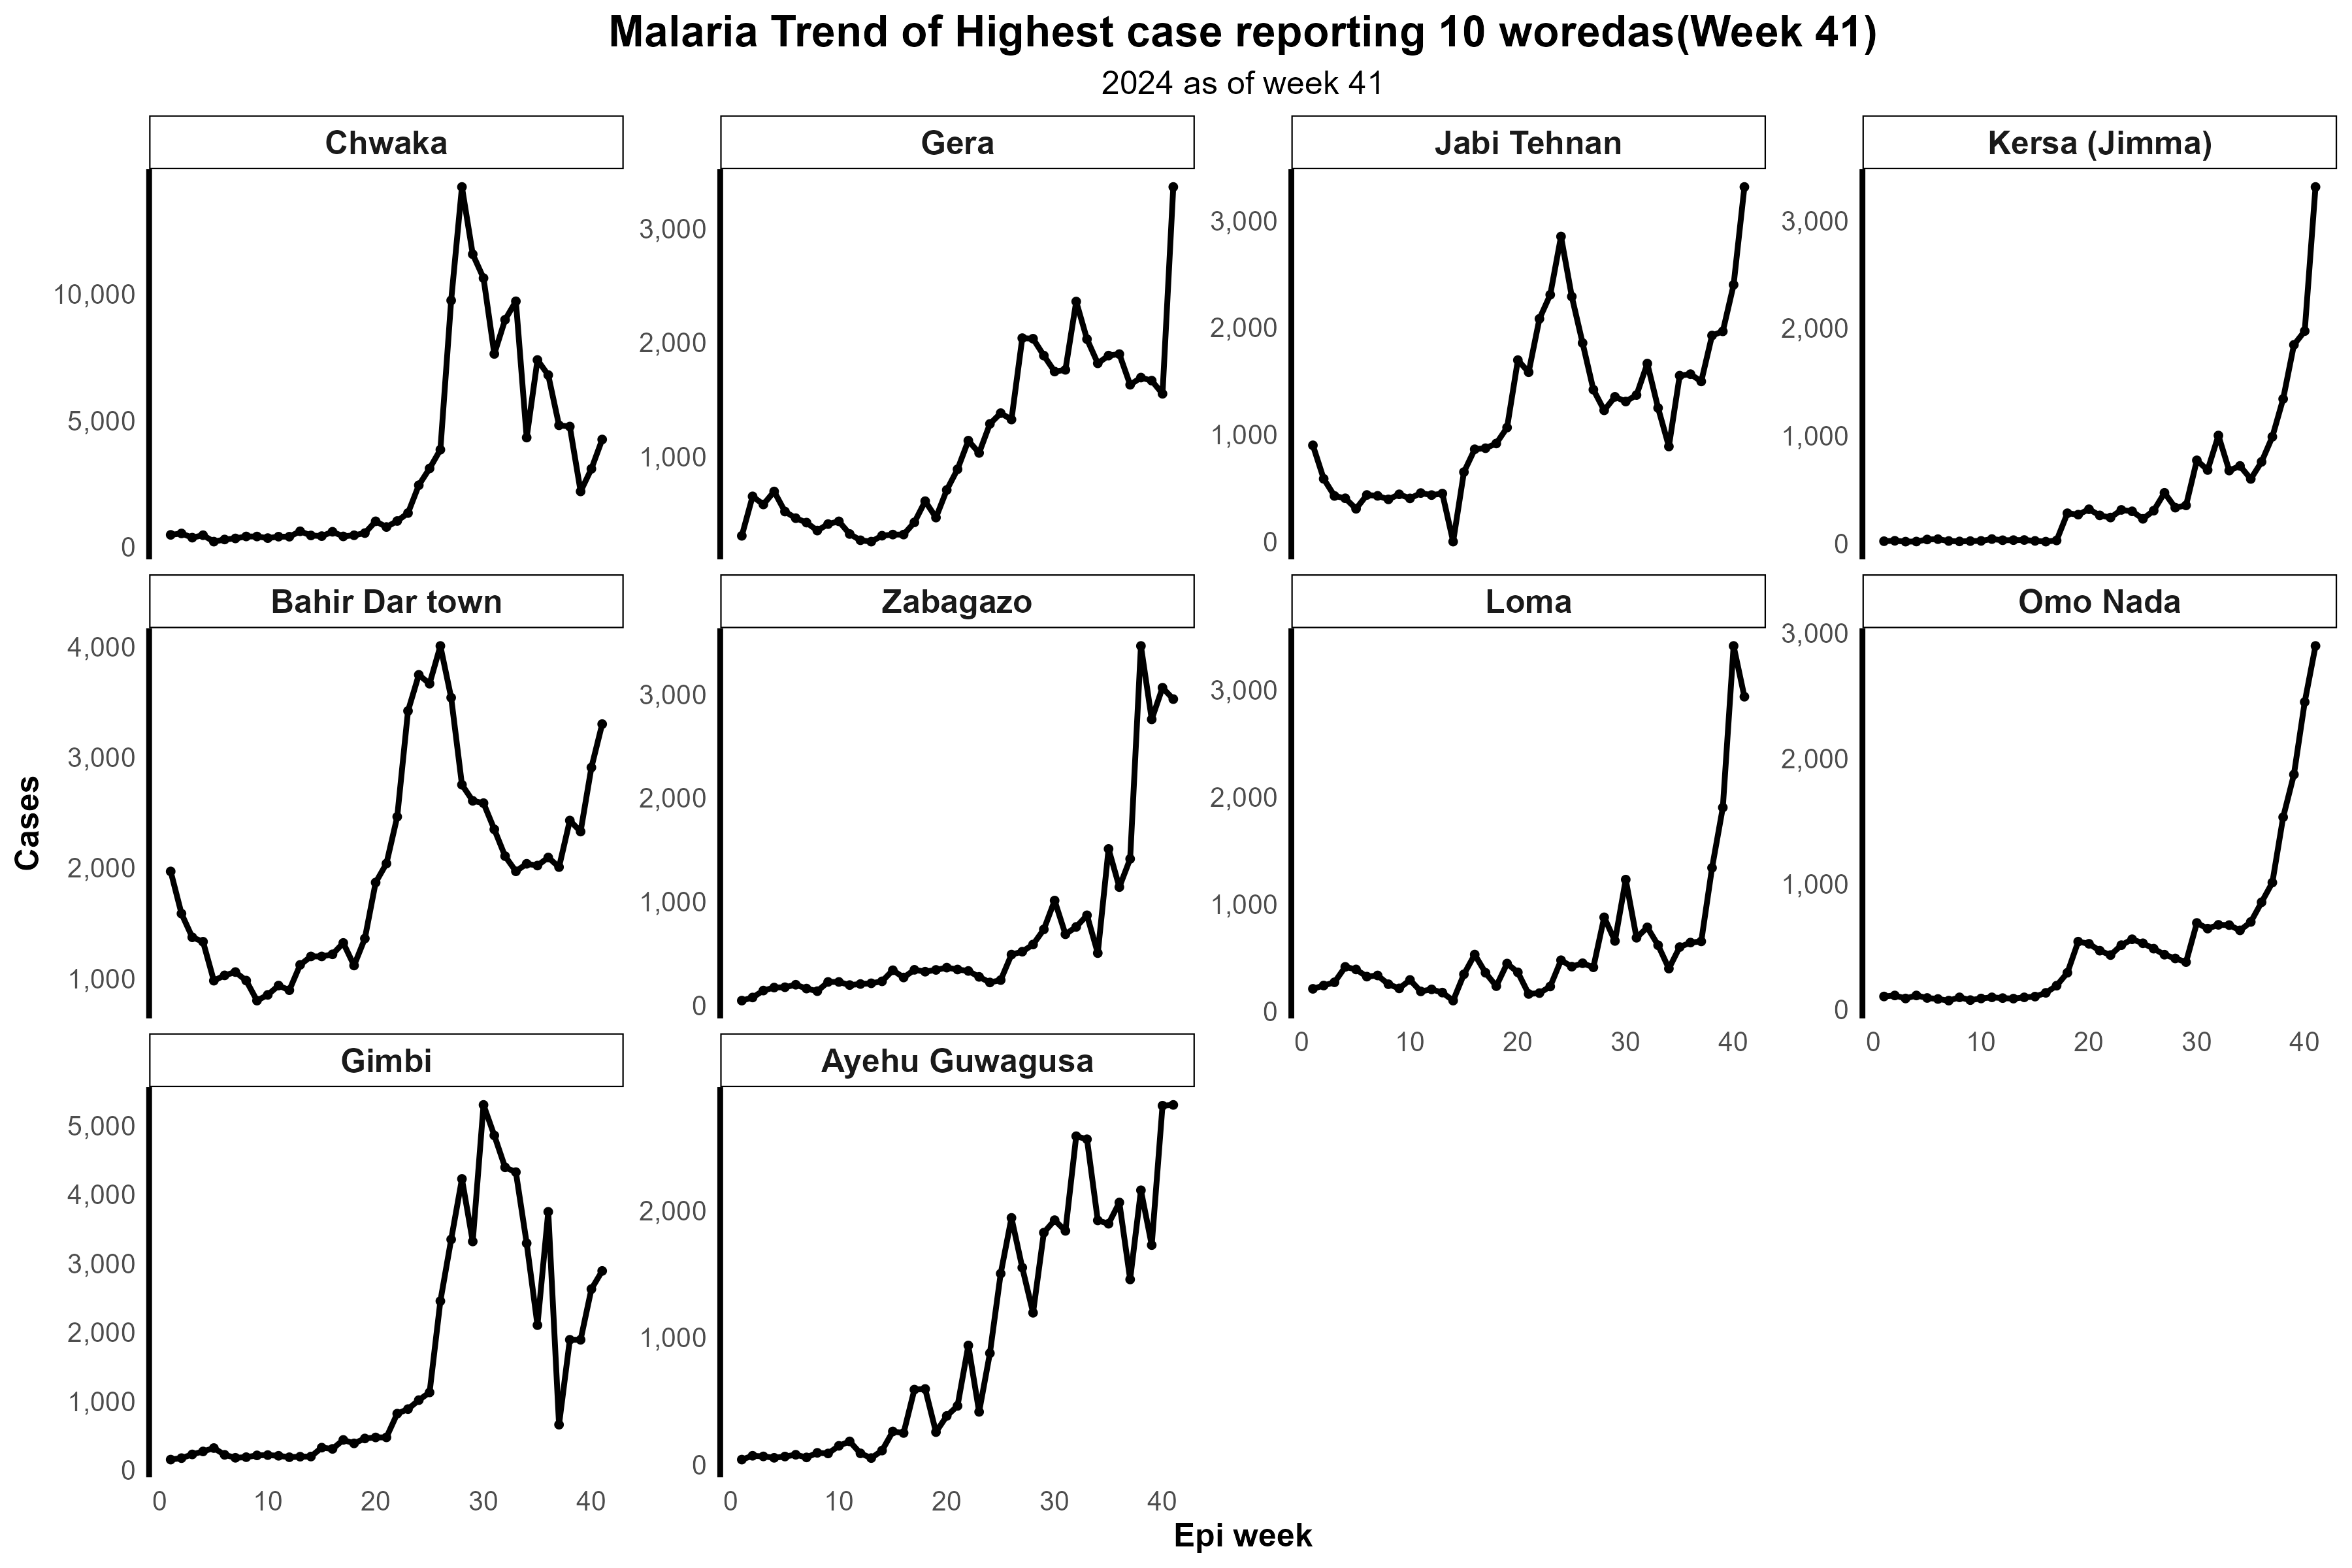 Malaria Trend of Highest case reporting 10 woredas(Week 41)
2024 as of week 41
Chwaka
Gera
Jabi Tehnan
Kersa (Jimma)
10,000
5,000
0
3,000
2,000
1,000
3,000
2,000
1,000
0
3,000
2,000
1,000
0
Bahir Dar town
Zabagazo
Loma
Omo Nada
4,000
3,000
2,000
1,000
3,000
2,000
1,000
0
3,000
2,000
1,000
0
3,000
2,000
1,000
0
0 10 20 30 40
0 10 20 30 40
Gimbi
Ayehu Guwagusa
5,000
4,000
3,000
2,000
1,000
0
2,000
1,000
0
0 10 20 30 40
0 10 20 30 40
Cases
Epi week